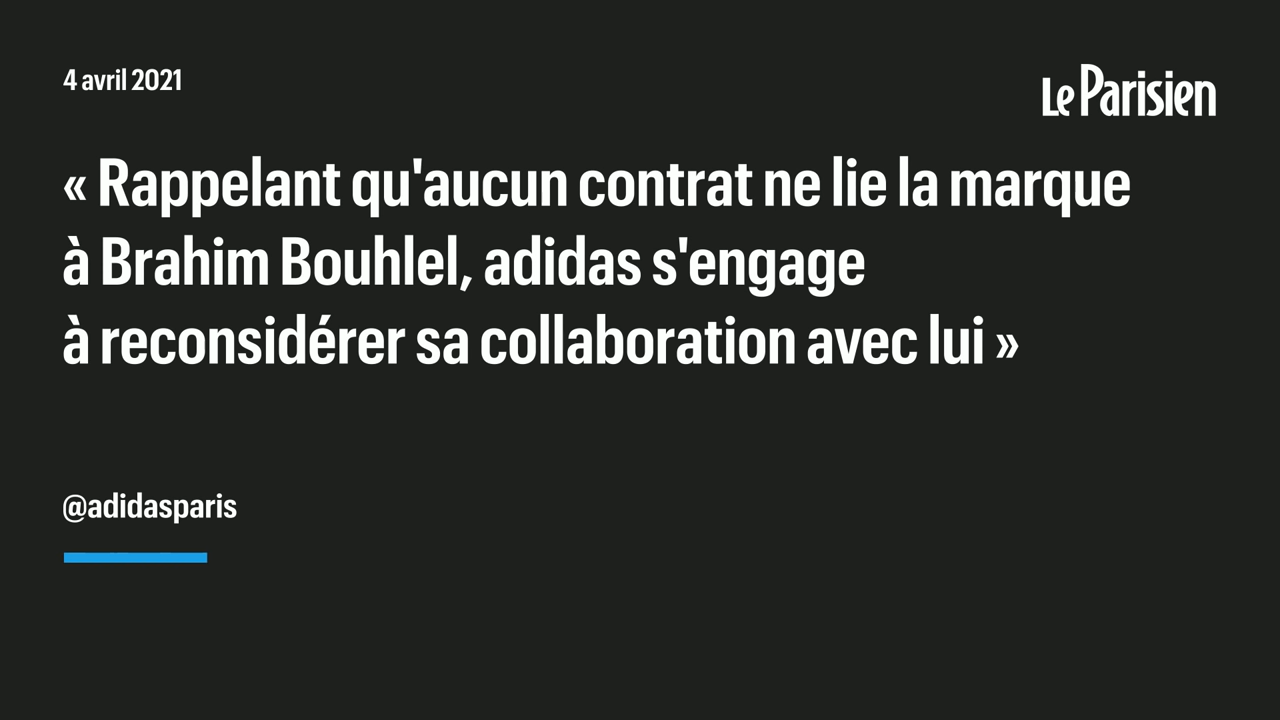 4 avril 2021
Le Parisien
« Rappelant qu'aucun contrat ne lie la marque
à Brahim Bouhlel, adidas s'engage
à reconsidérer sa collaboration avec lui »
@adidasparis